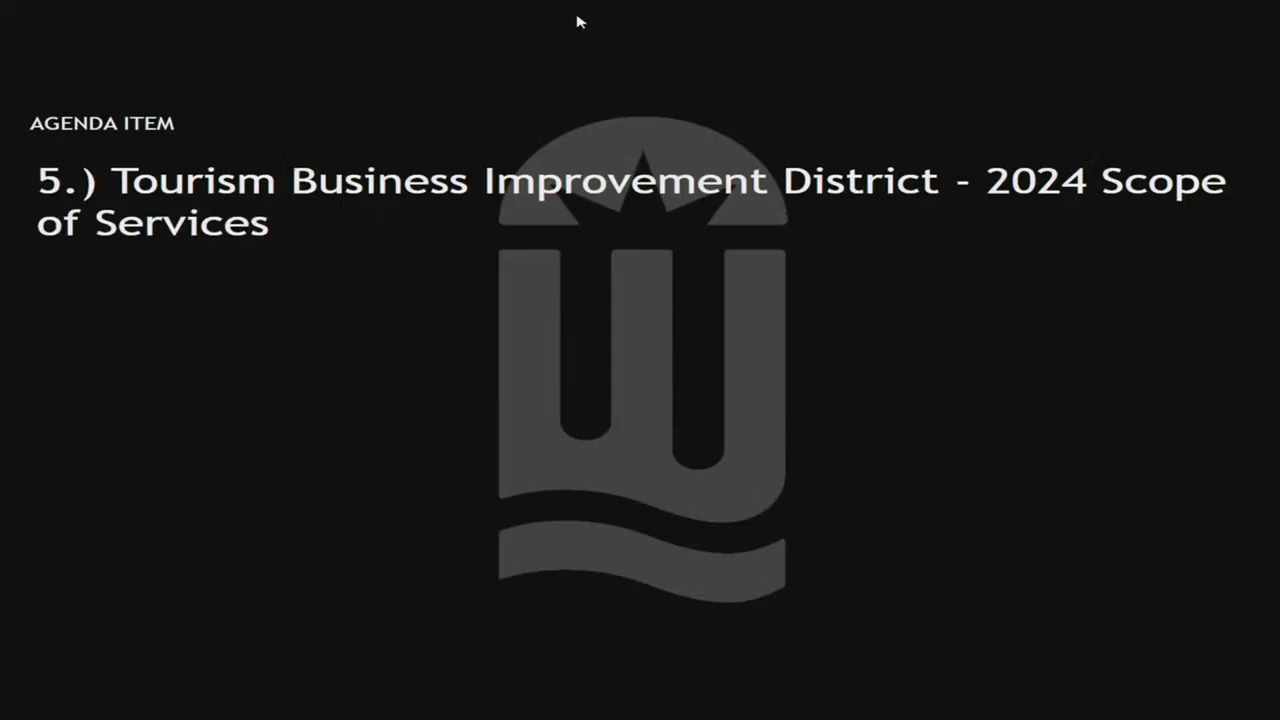 AGENDA ITEM
5.) Tourism Business Improvement District - 2024 Scope
of Services